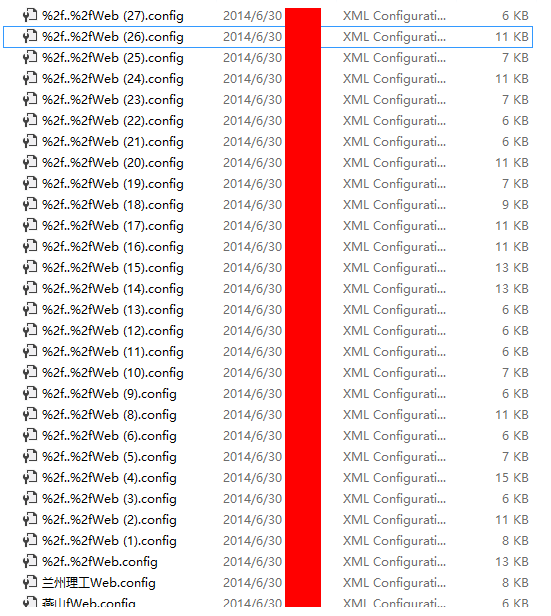 %2f..%2fWeb (27).config 2014/6/30 XML Configurati... 6 KB
%2f..%2fWeb (26).config 2014/6/30 XML Configurati... 11 KB
%2f..%2fWeb (25).config 2014/6/30 XML Configurati... 7 KB
%2f..%2fWeb (24).config 2014/6/30 XML Configurati... 11 KB
%2f..%2fWeb (23).config 2014/6/30 XML Configurati... 7 KB
%2f..%2fWeb (22).config 2014/6/30 XML Configurati... 6 KB
%2f..%2fWeb (21).config 2014/6/30 XML Configurati... 6 KB
%2f..%2fWeb (20).config 2014/6/30 XML Configurati... 11 KB
%2f..%2fWeb (19).config 2014/6/30 XML Configurati... 7 KB
%2f..%2fWeb (18).config 2014/6/30 XML Configurati... 9 KB
%2f..%2fWeb (17).config 2014/6/30 XML Configurati... 11 KB
%2f..%2fWeb (16).config 2014/6/30 XML Configurati... 11 KB
%2f..%2fWeb (15).config 2014/6/30 XML Configurati... 13 KB
%2f..%2fWeb (14).config 2014/6/30 XML Configurati... 13 KB
%2f..%2fWeb (13).config 2014/6/30 XML Configurati... 6 KB
%2f..%2fWeb (12).config 2014/6/30 XML Configurati... 6 KB
%2f..%2fWeb (11).config 2014/6/30 XML Configurati... 6 KB
%2f..%2fWeb (10).config 2014/6/30 XML Configurati... 7 KB
%2f..%2fWeb (9).config 2014/6/30 XML Configurati... 6 KB
%2f..%2fWeb (8).config 2014/6/30 XML Configurati... 11 KB
%2f..%2fWeb (6).config 2014/6/30 XML Configurati... 6 KB
%2f..%2fWeb (5).config 2014/6/30 XML Configurati... 7 KB
%2f..%2fWeb (4).config 2014/6/30 XML Configurati... 15 KB
%2f..%2fWeb (3).config 2014/6/30 XML Configurati... 6 KB
%2f..%2fWeb (2).config 2014/6/30 XML Configurati... 11 KB
%2f..%2fWeb (1).config 2014/6/30 XML Configurati... 8 KB
%2f..%2fWeb.config 2014/6/30 XML Configurati... 13 KB
兰州理工Web.config 2014/6/30 XML Configurati... 8 KB
燕山fWeb.config 2014/6/30 XML Configurati... 6 KB